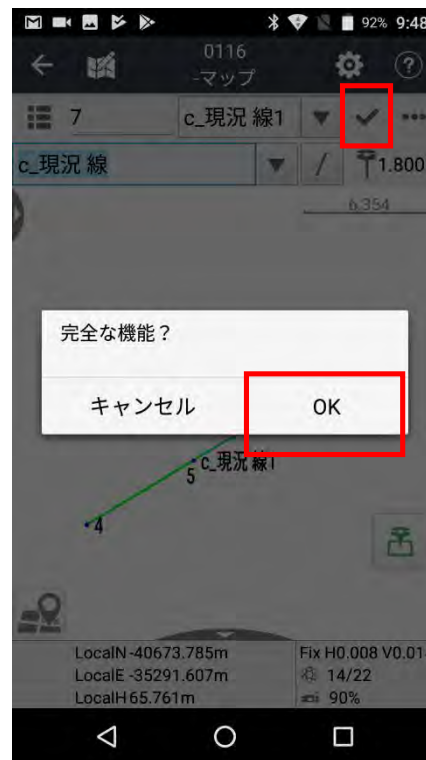 92% 9:48
0116
-マップ
7 c_現況 線1
c_現況 線 1.800
6.354
完全な機能？
キャンセル OK
5 c_現況 線1
4
LocalN -40673.785m Fix H0.008 V0.01
LocalE -35291.607m 14/22
LocalH 65.761m 90%